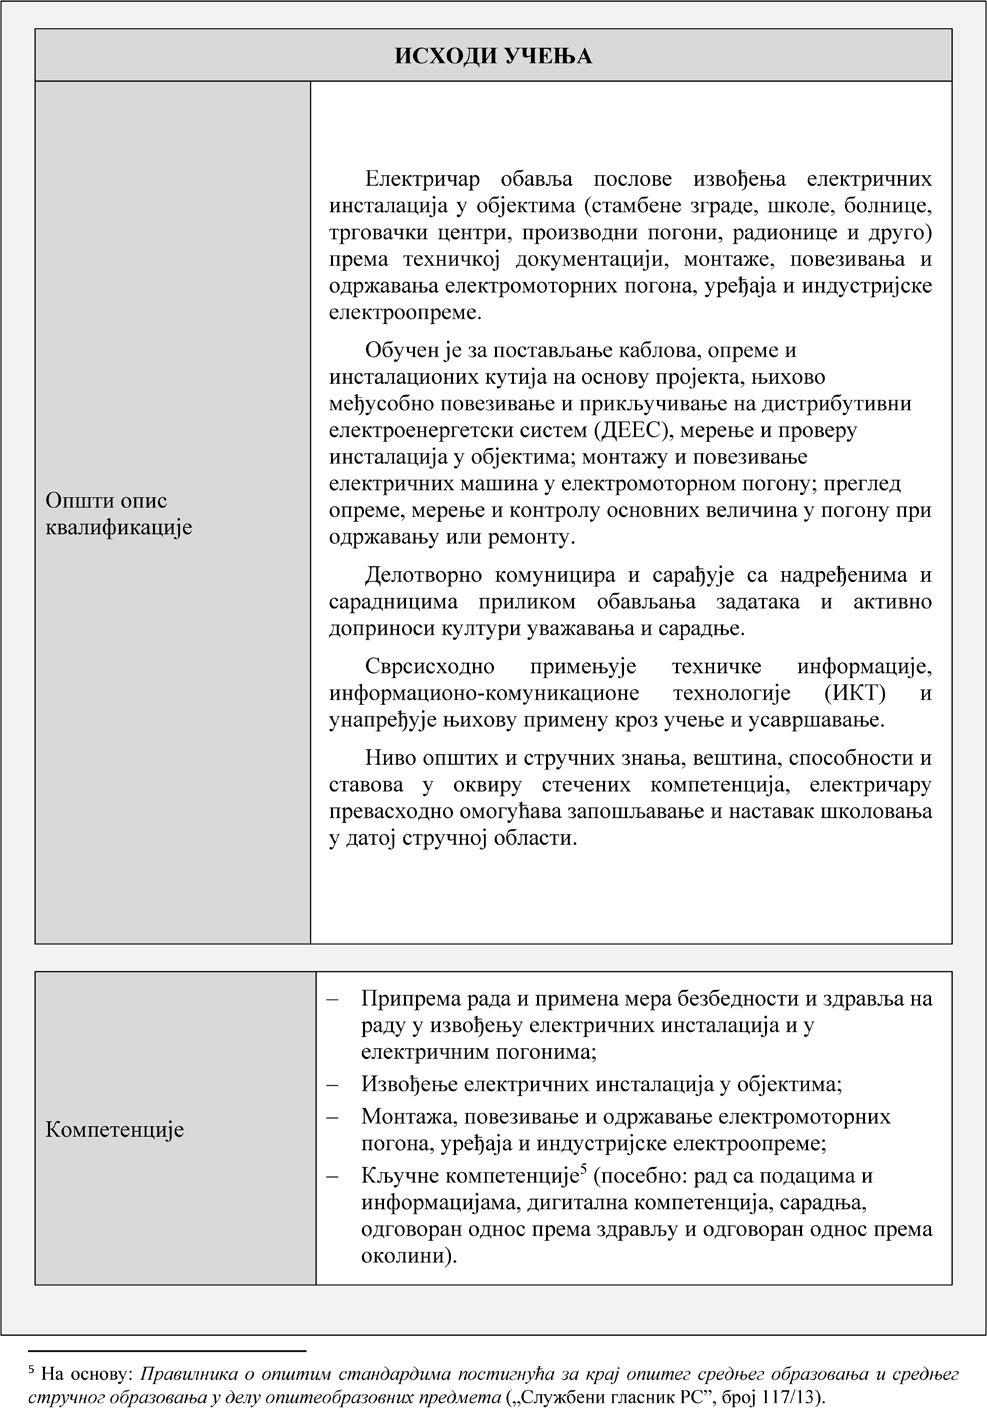 ИСХОДИ УЧЕЊА
Општи опис
квалификације
Електричар обавља послове извођења електричних
инсталација у објектима (стамбене зграде, школе, болнице,
трговачки центри, производни погони, радионице и друго)
према техничкој документацији, монтаже, повезивања и
одржавања електромоторних погона, уређаја и индустријске
електроопреме.
Обучен је за постављање каблова, опреме и
инсталационих кутија на основу пројекта, њихово
међусобно повезивање и прикључивање на дистрибутивни
електроенергетски систем (ДЕЕС), мерење и проверу
инсталација у објектима; монтажу и повезивање
електричних машина у електромоторном погону; преглед
опреме, мерење и контролу основних величина у погону при
одржавању или ремонту.
Делотворно комуницира и сарађује са надређенима и
сарадницима приликом обављања задатака и активно
доприноси култури уважавања и сарадње.
Сврсисходно примењује техничке информације,
информационо-комуникационе технологије (ИКТ) и
унапређује њихову примену кроз учење и усавршавање.
Ниво општих и стручних знања, вештина, способности и
ставова у оквиру стечених компетенција, електричару
превасходно омогућава запошљавање и наставак школовања
у датој стручној области.
Компетенције
– Припрема рада и примена мера безбедности и здравља на
раду у извођењу електричних инсталација и у
електричним погонима;
– Извођење електричних инсталација у објектима;
– Монтажа, повезивање и одржавање електромоторних
погона, уређаја и индустријске електроопреме;
– Кључне компетенције⁵ (посебно: рад са подацима и
информацијама, дигитална компетенција, сарадња,
одговоран однос према здрављу и одговоран однос према
околини).
⁵ На основу: Правилника о општим стандардима постигнућа за крај општег средњег образовања и средњег
стручног образовања у делу општеобразовних предмета („Службени гласник РС”, број 117/13).